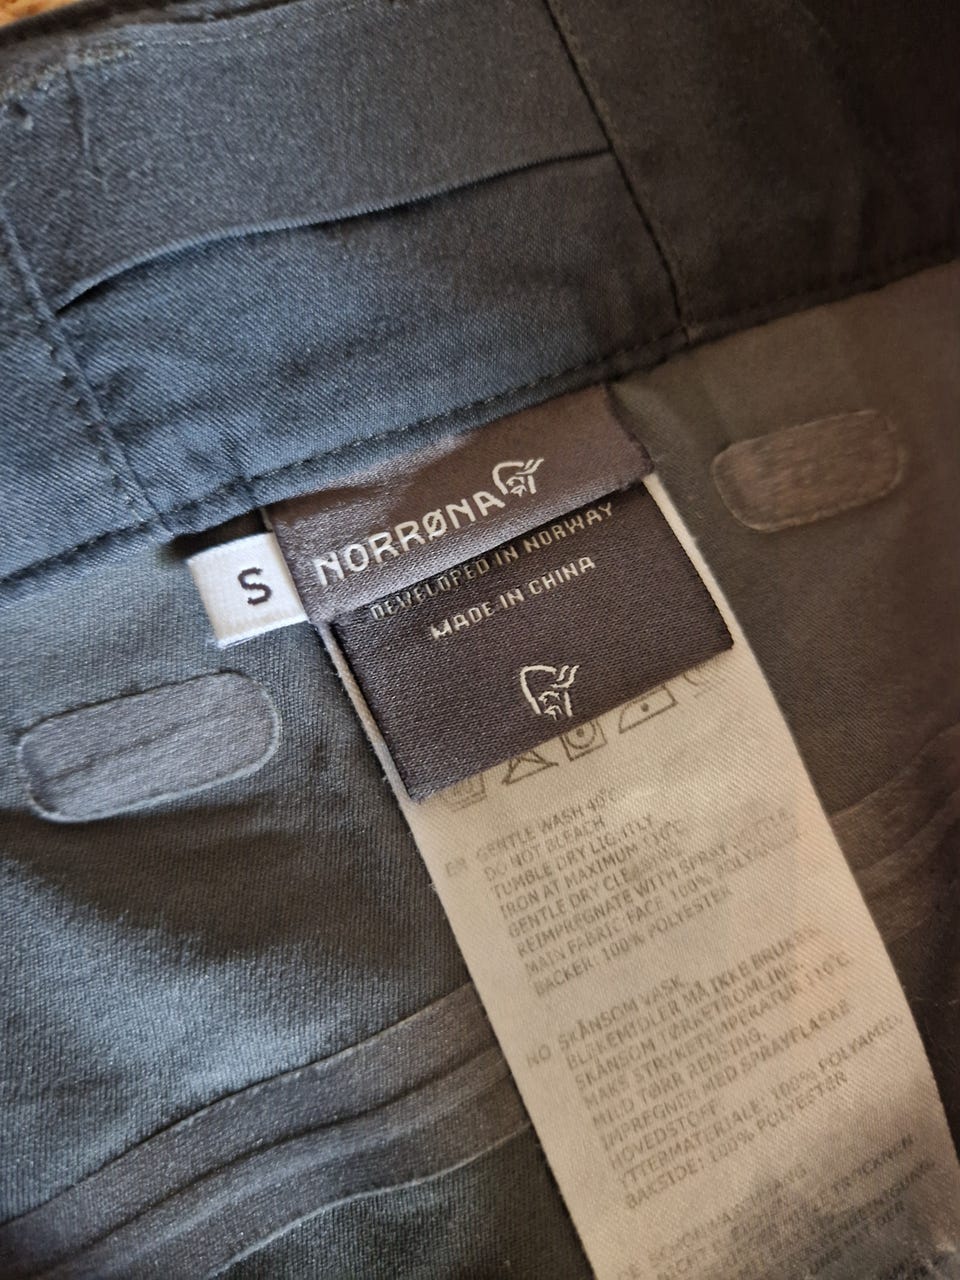 NORRØNA
S
DEVELOPED IN NORWAY
MADE IN CHINA
GENTLE WASH 40°C
DO NOT BLEACH
TUMBLE DRY LIGHTLY
IRON AT MAXIMUM 110°C
GENTLE DRY
REIMPREGNATE WITH SPRAY
MAIN FABRIC: FACE 100% POLYAMIDE
BACKER: 100% POLYESTER
NO SKÅNSOM VASK
BLEKEMIDLER MÅ IKKE BRUKES
SKÅNSOM TØRKETROMLING.
MAKS STRYKETEMPERATUR 110°C
MILD TØRR RENSING.
IMPREGNER MED SPRAYFLASKE
HOVEDSTOFF
YTTERMATERIALE: 100% POLYAMID
BAKSIDE: 100% POLYESTER